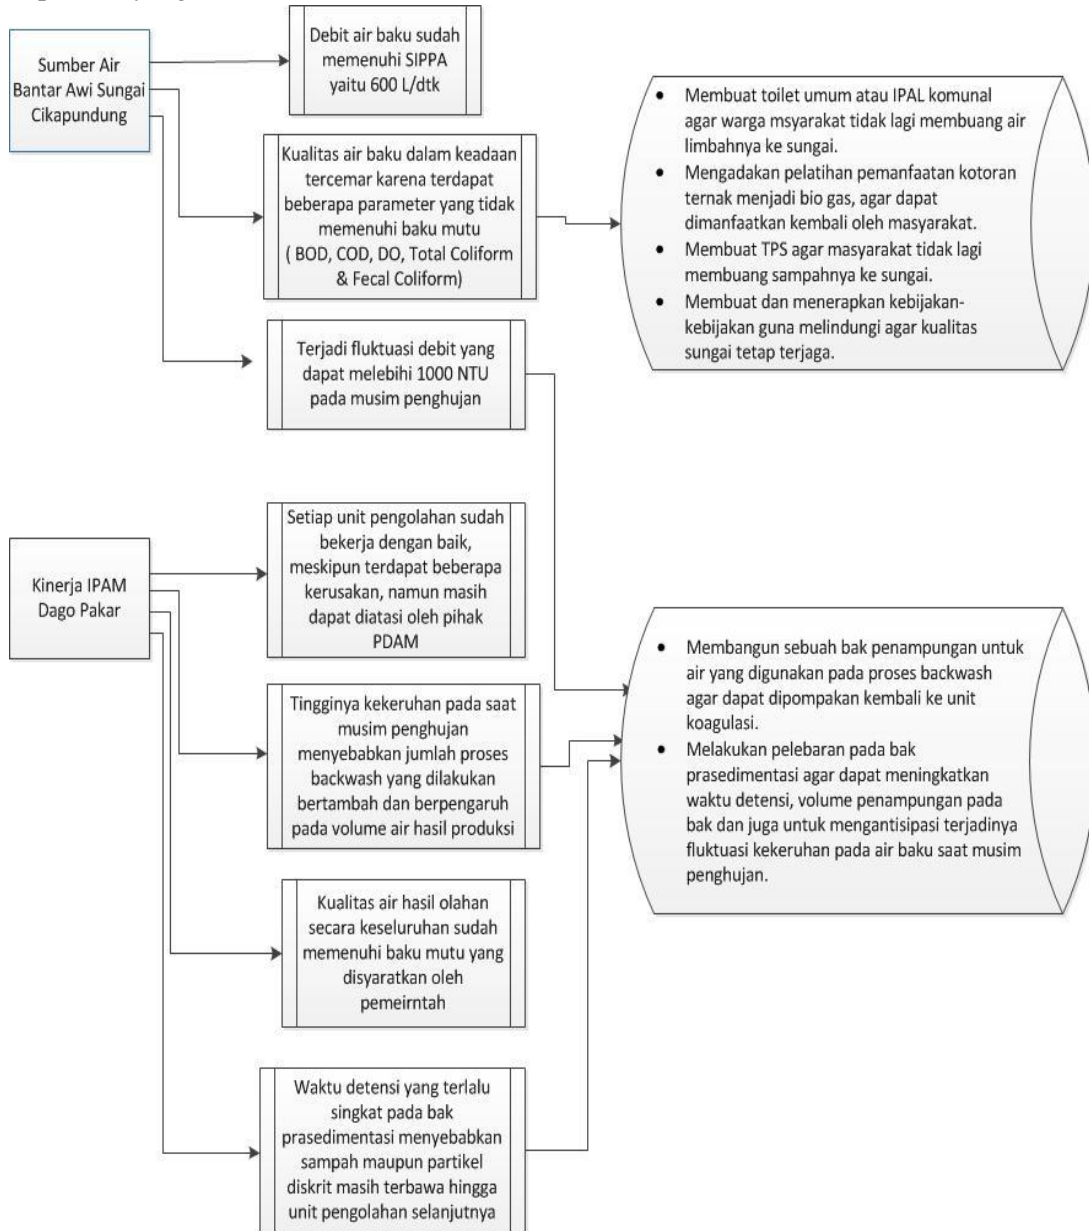 Sumber Air
Bantar Awi Sungai
Cikapundung
Debit air baku sudah
memenuhi SIPPA
yaitu 600 L/dtk
Kualitas air baku dalam keadaan
tercemar karena terdapat
beberapa parameter yang tidak
memenuhi baku mutu
( BOD, COD, DO, Total Coliform
& Fecal Coliform)
Terjadi fluktuasi debit yang
dapat melebihi 1000 NTU
pada musim penghujan
• Membuat toilet umum atau IPAL komunal
agar warga msyarakat tidak lagi membuang air
limbahnya ke sungai.
• Mengadakan pelatihan pemanfaatan kotoran
ternak menjadi bio gas, agar dapat
dimanfaatkan kembali oleh masyarakat.
• Membuat TPS agar masyarakat tidak lagi
membuang sampahnya ke sungai.
• Membuat dan menerapkan kebijakan-
kebijakan guna melindungi agar kualitas
sungai tetap terjaga.
Kinerja IPAM
Dago Pakar
Setiap unit pengolahan sudah
bekerja dengan baik,
meskipun terdapat beberapa
kerusakan, namun masih
dapat diatasi oleh pihak
PDAM
Tingginya kekeruhan pada saat
musim penghujan
menyebabkan jumlah proses
backwash yang dilakukan
bertambah dan berpengaruh
pada volume air hasil produksi
Kualitas air hasil olahan
secara keseluruhan sudah
memenuhi baku mutu yang
disyaratkan oleh
pemeirntah
Waktu detensi yang terlalu
singkat pada bak
prasedimentasi menyebabkan
sampah maupun partikel
diskrit masih terbawa hingga
unit pengolahan selanjutnya
• Membangun sebuah bak penampungan untuk
air yang digunakan pada proses backwash
agar dapat dipompakan kembali ke unit
koagulasi.
• Melakukan pelebaran pada bak
prasedimentasi agar dapat meningkatkan
waktu detensi, volume penampungan pada
bak dan juga untuk mengantisipasi terjadinya
fluktuasi kekeruhan pada air baku saat musim
penghujan.